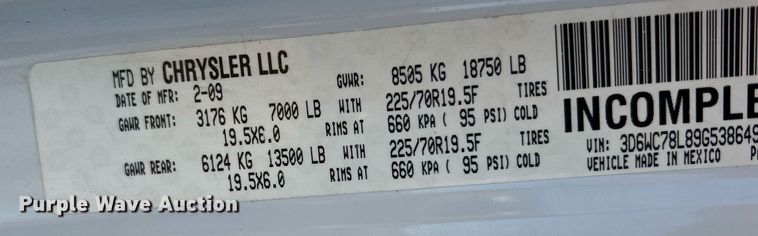 MFD BY CHRYSLER LLC
DATE OF MFR: 2-09 GVWR: 8505 KG 18750 LB
GAWR FRONT: 3176 KG 7000 LB WITH 225/70R19.5F TIRES
19.5X6.0 RIMS AT 660 KPA ( 95 PSI) COLD
GAWR REAR: 6124 KG 13500 LB WITH 225/70R19.5F TIRES
19.5X6.0 RIMS AT 660 KPA ( 95 PSI) COLD
INCOMPLE
VIN: 3D6WC78L89G538649
VEHICLE MADE IN MEXICO
Purple Wave Auction